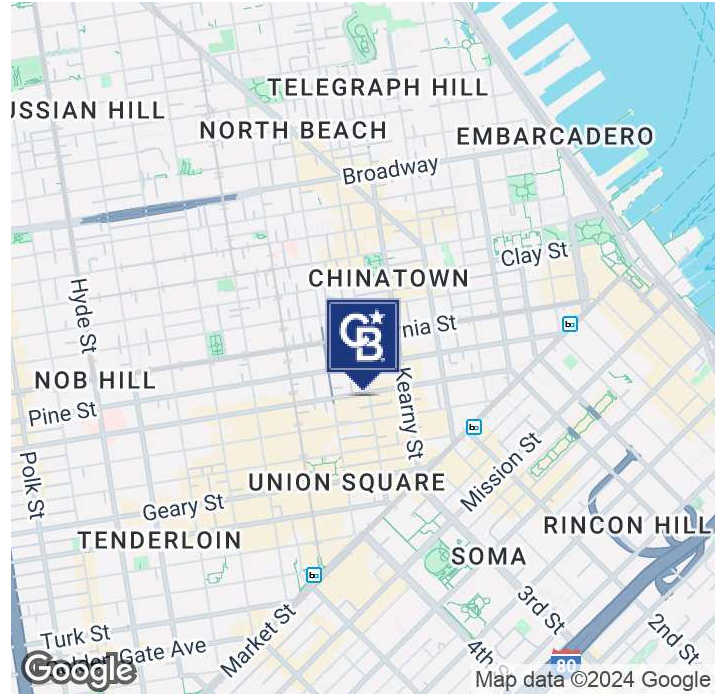 TELEGRAPH HILL
USSIAN HILL
NORTH BEACH
EMBARCADERO
Broadway
Clay St
CHINATOWN
Hyde St
CB
nia St
NOB HILL
Kearny St
Pine St
Polk St
Mission St
UNION SQUARE
Geary St
RINCON HILL
TENDERLOIN
SOMA
3rd St
2nd St
Market St
Turk St
Golden Gate Ave
4th S
80
Google
Map data ©2024 Google